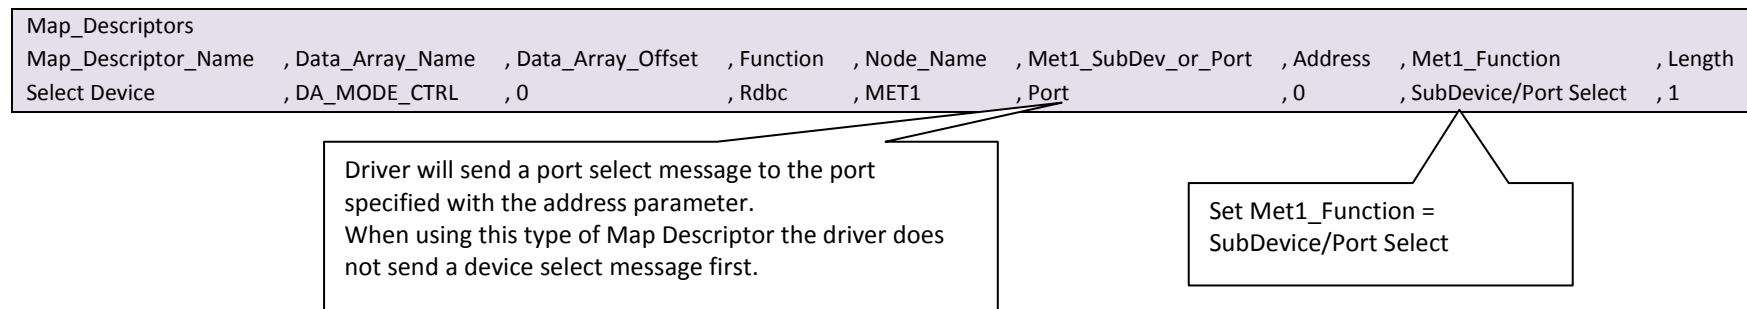 Map_Descriptors
Map_Descriptor_Name , Data_Array_Name , Data_Array_Offset , Function , Node_Name , Met1_SubDev_or_Port , Address , Met1_Function , Length
Select Device , DA_MODE_CTRL , 0 , Rdbc , MET1 , Port , 0 , SubDevice/Port Select , 1
Driver will send a port select message to the port
specified with the address parameter.
When using this type of Map Descriptor the driver does
not send a device select message first.
Set Met1_Function =
SubDevice/Port Select